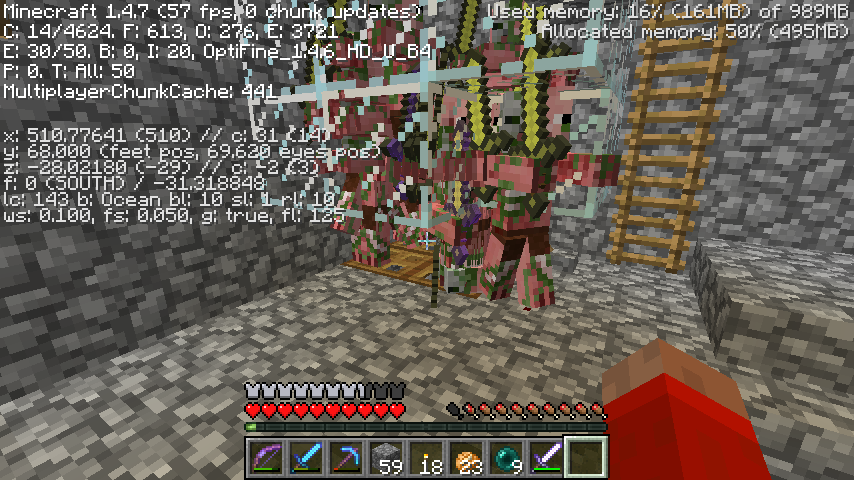 Minecraft 1.4.7 (57 fps, 0 chunk updates)
Used memory: 16% (161MB) of 989MB
C: 14/4624, F: 613, O: 276, E: 3721
Allocated memory: 50% (495MB)
E: 30/50, B: 0, I: 20, OptiFine_1.4.6_HD_U_B4
P: 0, T: All: 50
MultiplayerChunkCache: 441
x: 510.77641 (510) // c: 31 (14)
y: 68.000 (feet pos, 69.620 eyes pos)
z: -28.02180 (-29) // c: -2 (3)
f: 0 (SOUTH) / -31.318848
lc: 143 b: Ocean bl: 10 sl: 1 rl: 10
ws: 0.100, fs: 0.050, g: true, fl: 125
59 18 23 9